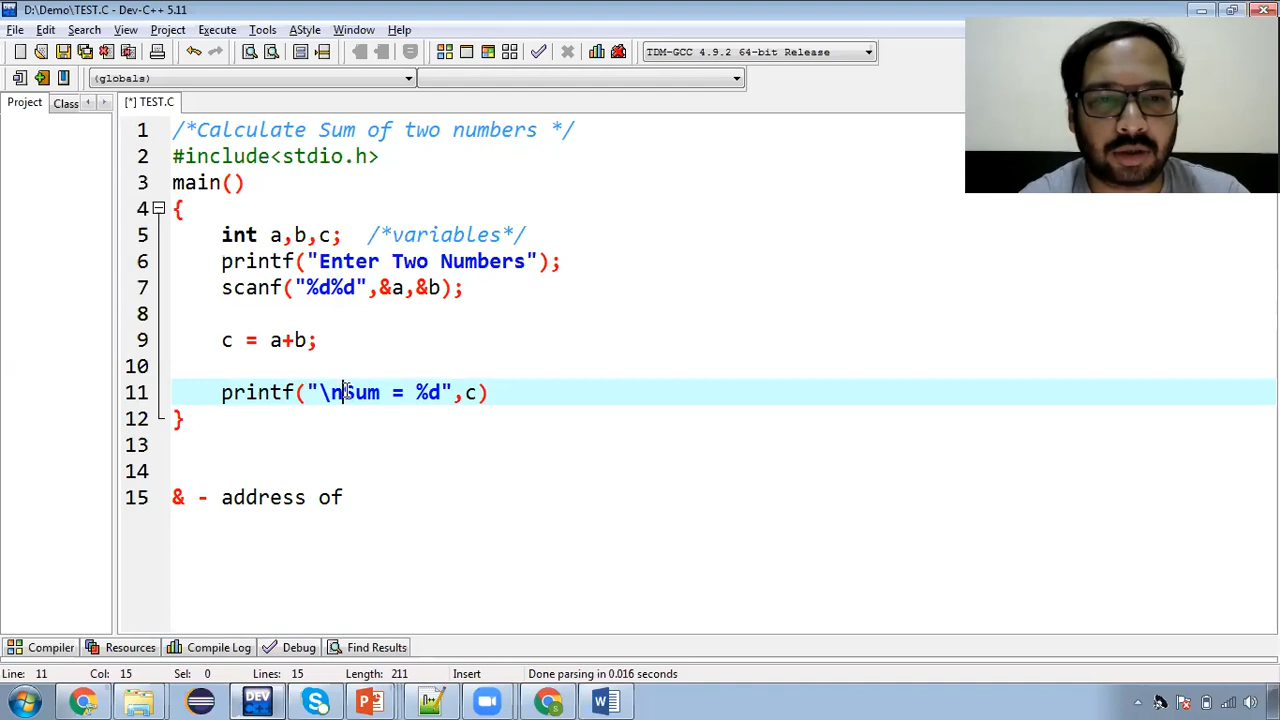 D:\Demo\TEST.C - Dev-C++ 5.11
File Edit Search View Project Execute Tools AStyle Window Help
TDM-GCC 4.9.2 64-bit Release
(globals)
Project Class [*] TEST.C
1 /*Calculate Sum of two numbers */
2 #include<stdio.h>
3 main()
4 {
5 int a,b,c; /*variables*/
6 printf("Enter Two Numbers");
7 scanf("%d%d",&a,&b);
8
9 c = a+b;
10
11 printf("\nSum = %d",c)
12 }
13
14
15 & - address of
Compiler Resources Compile Log Debug Find Results
Line: 11 Col: 15 Sel: 0 Lines: 15 Length: 211 Insert Done parsing in 0.016 seconds
DEV C++